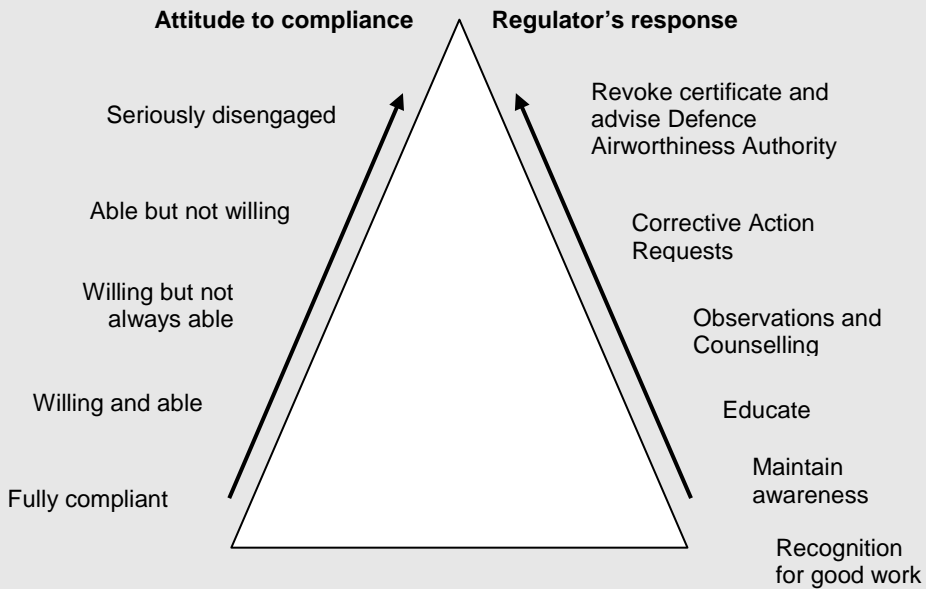 Attitude to compliance
Regulator's response
Seriously disengaged
Able but not willing
Willing but not
always able
Willing and able
Fully compliant
Revoke certificate and
advise Defence
Airworthiness Authority
Corrective Action
Requests
Observations and
Counselling
Educate
Maintain
awareness
Recognition
for good work